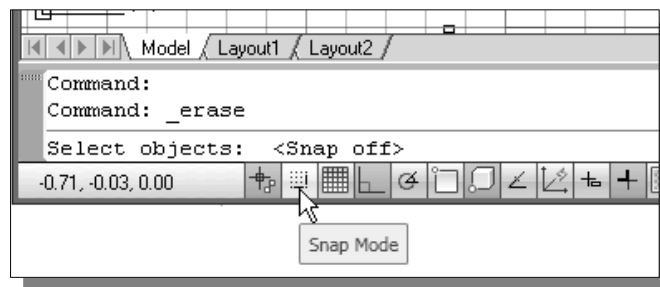 Model Layout1 Layout2
Command:
Command: _erase
Select objects: <Snap off>
-0.71, -0.03, 0.00
Snap Mode